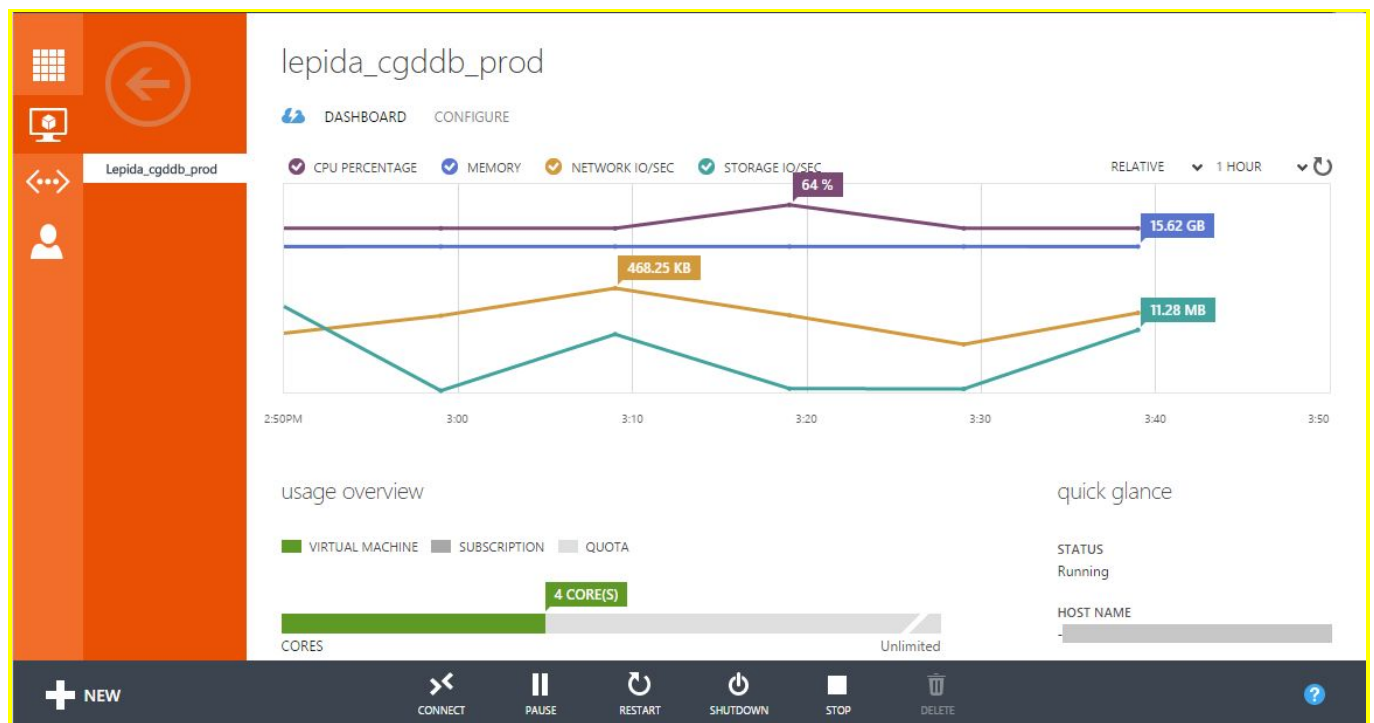 lepida_cgddb_prod
DASHBOARD CONFIGURE
Lepida_cgddb_prod
CPU PERCENTAGE MEMORY NETWORK IO/SEC STORAGE IO/SEC RELATIVE 1 HOUR
64 %
15.62 GB
468.25 KB
11.28 MB
2:50PM 3:00 3:10 3:20 3:30 3:40 3:50
usage overview
VIRTUAL MACHINE SUBSCRIPTION QUOTA
4 CORE(S)
CORES Unlimited
quick glance
STATUS
Running
HOST NAME
-
NEW CONNECT PAUSE RESTART SHUTDOWN STOP DELETE ?